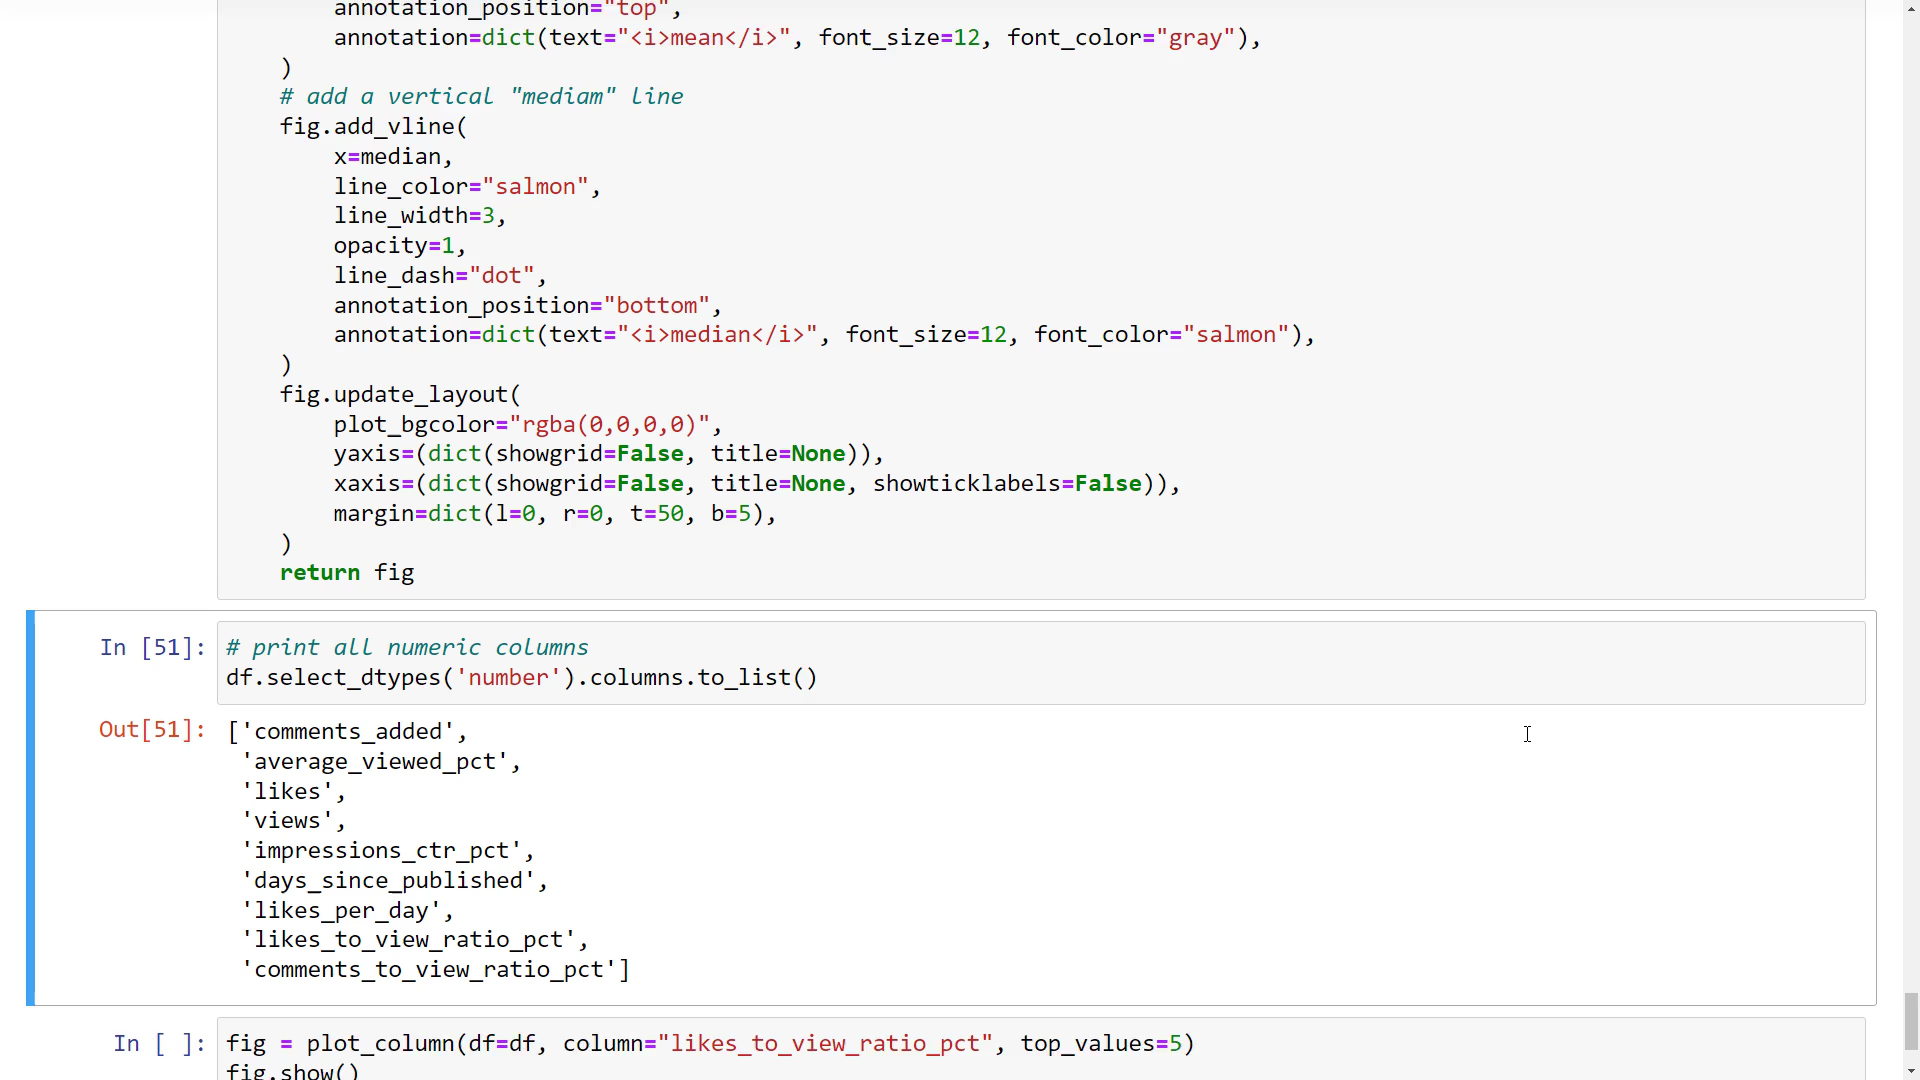 annotation_position="top",
annotation=dict(text="<i>mean</i>", font_size=12, font_color="gray"),
)
# add a vertical "mediam" line
fig.add_vline(
x=median,
line_color="salmon",
line_width=3,
opacity=1,
line_dash="dot",
annotation_position="bottom",
annotation=dict(text="<i>median</i>", font_size=12, font_color="salmon"),
)
fig.update_layout(
plot_bgcolor="rgba(0,0,0,0)",
yaxis=(dict(showgrid=False, title=None)),
xaxis=(dict(showgrid=False, title=None, showticklabels=False)),
margin=dict(l=0, r=0, t=50, b=5),
)
return fig
In [51]: # print all numeric columns
df.select_dtypes('number').columns.to_list()
Out[51]: ['comments_added',
'average_viewed_pct',
'likes',
'views',
'impressions_ctr_pct',
'days_since_published',
'likes_per_day',
'likes_to_view_ratio_pct',
'comments_to_view_ratio_pct']
In [ ]: fig = plot_column(df=df, column="likes_to_view_ratio_pct", top_values=5)
fig.show()